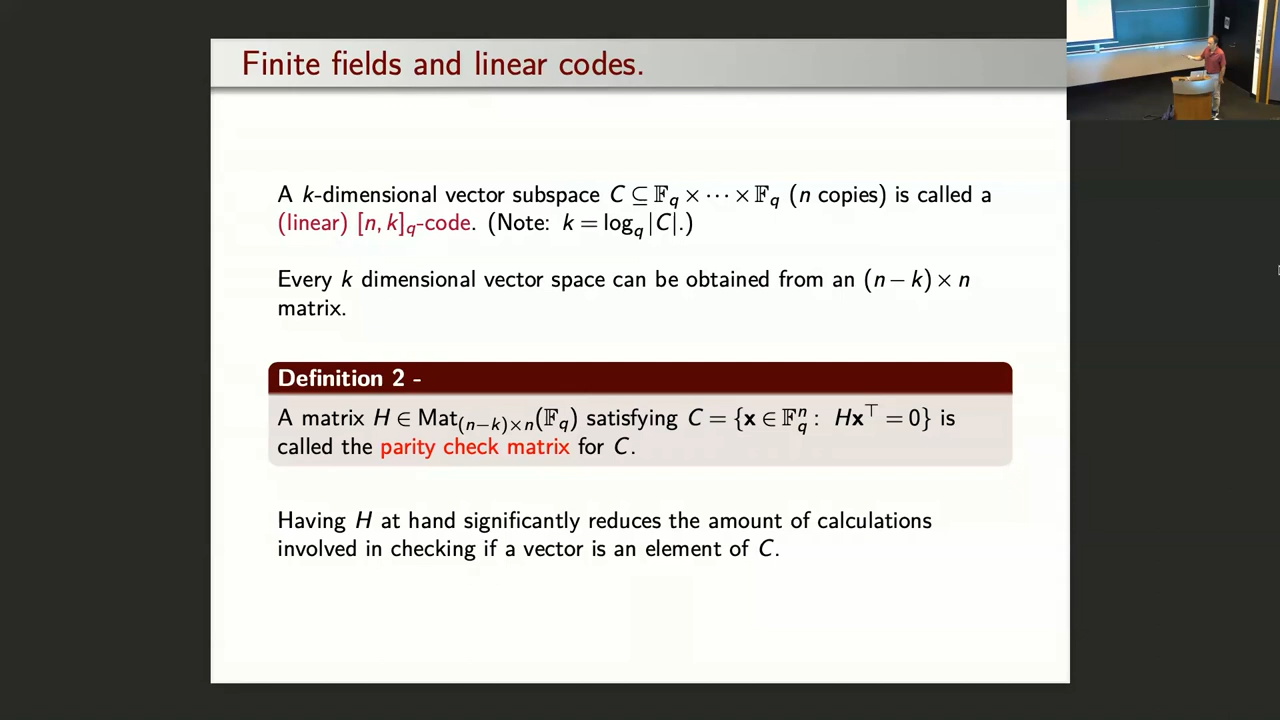 Finite fields and linear codes.
A k-dimensional vector subspace C ⊆ 𝔽_q × ⋯ × 𝔽_q (n copies) is called a
(linear) [n, k]_q-code. (Note: k = log_q |C|.)
Every k dimensional vector space can be obtained from an (n − k) × n
matrix.
Definition 2 -
A matrix H ∈ Mat_{(n−k)×n}(𝔽_q) satisfying C = {x ∈ 𝔽_q^n : Hx^⊤ = 0} is
called the parity check matrix for C.
Having H at hand significantly reduces the amount of calculations
involved in checking if a vector is an element of C.